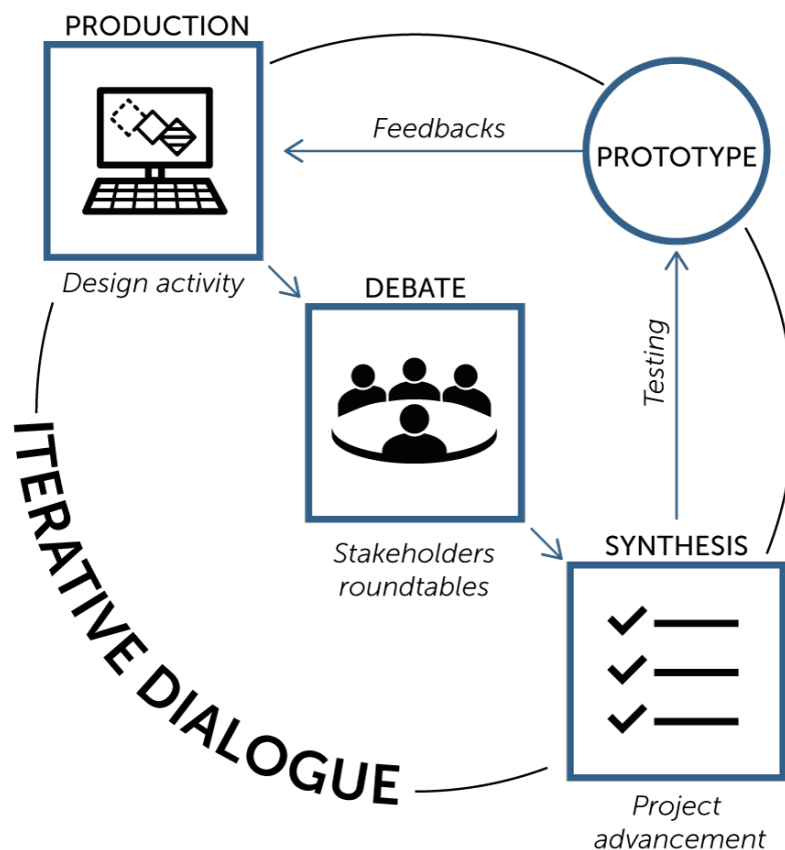 PRODUCTION
Feedbacks
PROTOTYPE
Design activity
DEBATE
Testing
Stakeholders
roundtables
SYNTHESIS
ITERATIVE DIALOGUE
Project
advancement